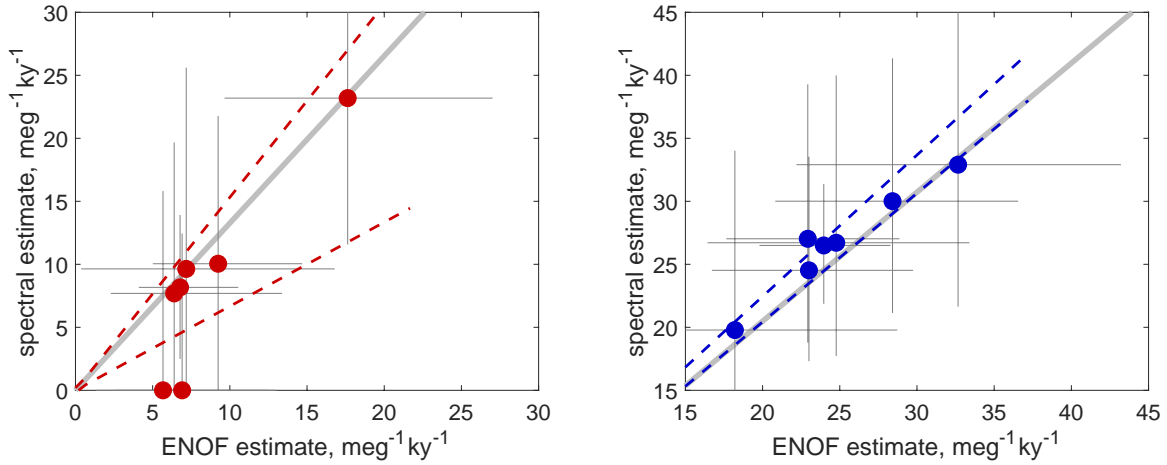 30
25
20
15
10
5
0
0 5 10 15 20 25 30
spectral estimate, meg⁻¹ky⁻¹
ENOF estimate, meg⁻¹ky⁻¹
45
40
35
30
25
20
15
15 20 25 30 35 40 45
spectral estimate, meg⁻¹ky⁻¹
ENOF estimate, meg⁻¹ky⁻¹